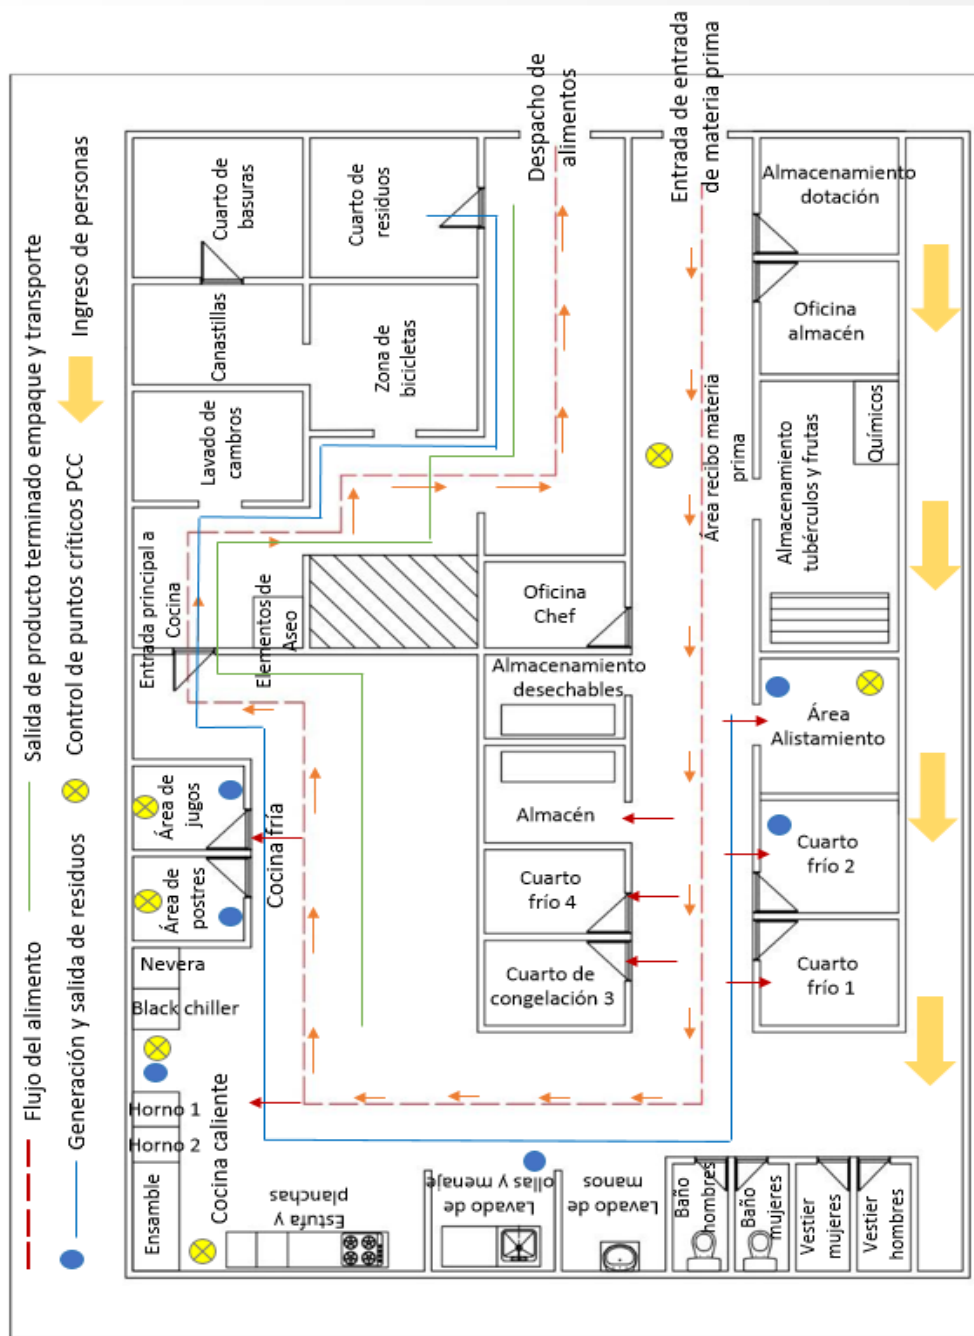 Flujo del alimento
Salida de producto terminado empaque y transporte
Generación y salida de residuos
Control de puntos críticos PCC
Ingreso de personas
Despacho de
alimentos
Entrada de entrada
de materia prima
Cuarto de
basuras
Cuarto de
residuos
Almacenamiento
dotación
Canastillas
Zona de
bicicletas
Oficina
almacén
Lavado de
cambros
Área recibo materia
prima
Almacenamiento
tubérculos y frutas
Químicos
Entrada principal a
Cocina
Elementos de
Aseo
Oficina
Chef
Almacenamiento
desechables
Área
Alistamiento
Área de
jugos
Cocina fría
Almacén
Área de
postres
Cuarto
frío 4
Cuarto
frío 2
Nevera
Black chiller
Cuarto de
congelación 3
Cuarto
frío 1
Horno 1
Horno 2
Cocina caliente
Ensamble
Estufa y
planchas
Lavado de
ollas y menaje
Lavado de
manos
Baño
hombres
Baño
mujeres
Vestier
mujeres
Vestier
hombres